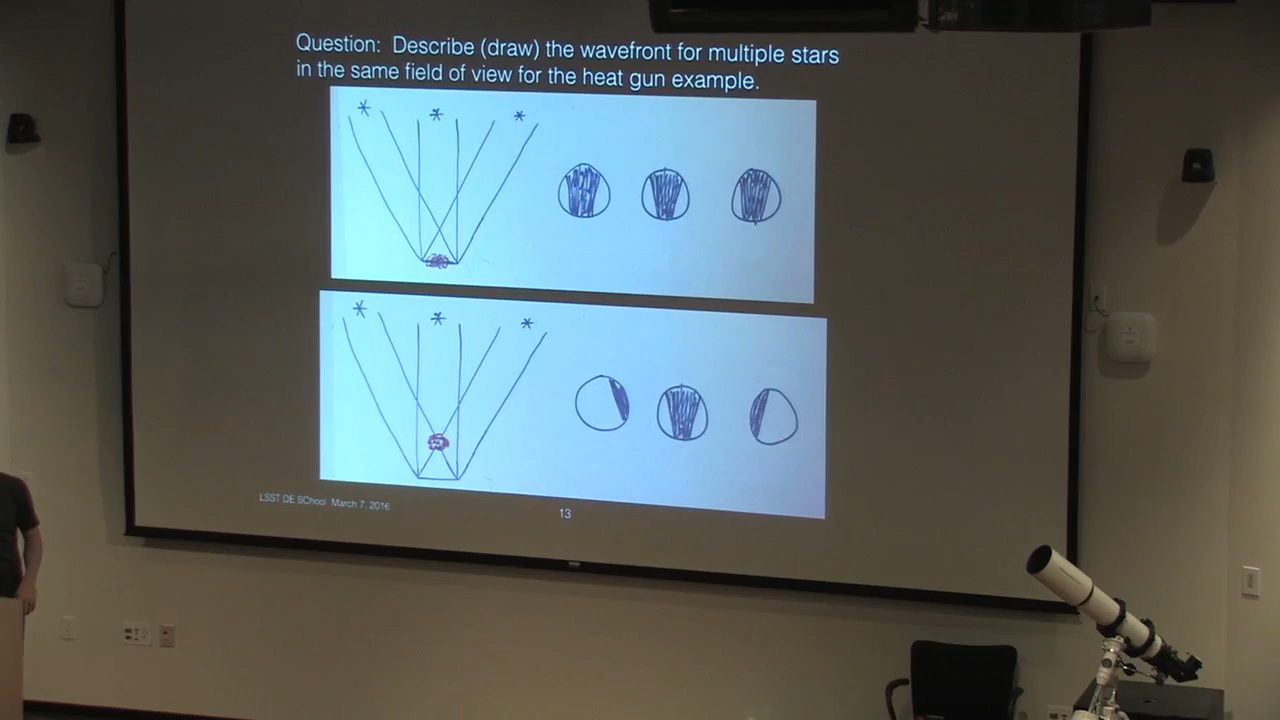 Question: Describe (draw) the wavefront for multiple stars
in the same field of view for the heat gun example.
LSST DE SChool March 7, 2016
13